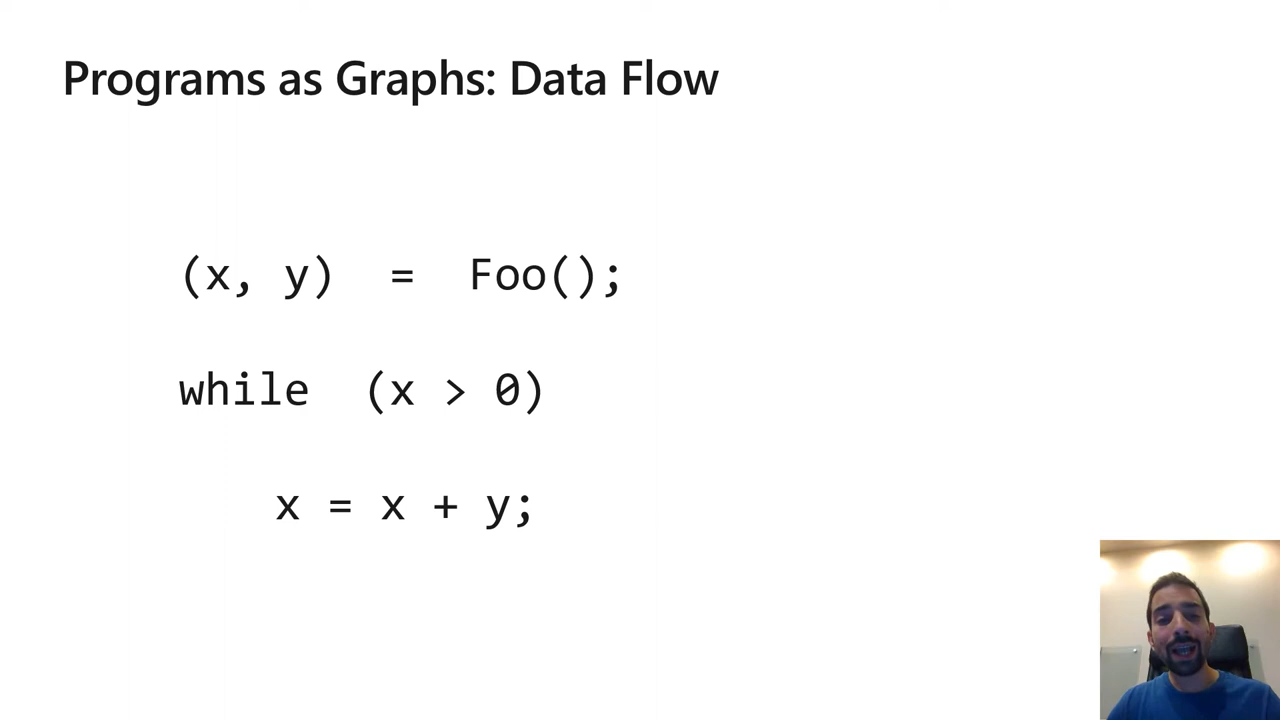 Programs as Graphs: Data Flow
(x, y) = Foo();
while (x > 0)
x = x + y;